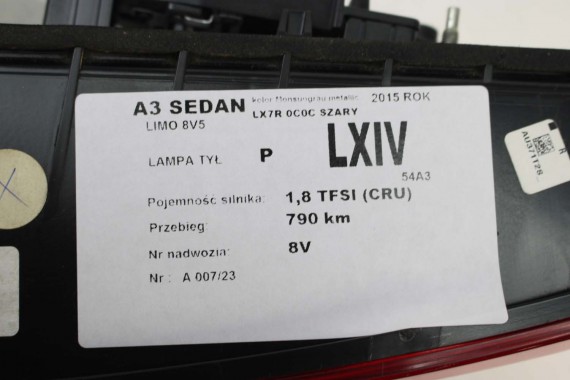 A3 SEDAN kolor Monsungrau metallic 2015 ROK
LIMO 8V5 LX7R 0C0C SZARY
LAMPA TYŁ P LXIV
54A3
Pojemność silnika: 1,8 TFSI (CRU)
Przebieg: 790 km
Nr nadwozia: 8V
Nr : A 007/23
R